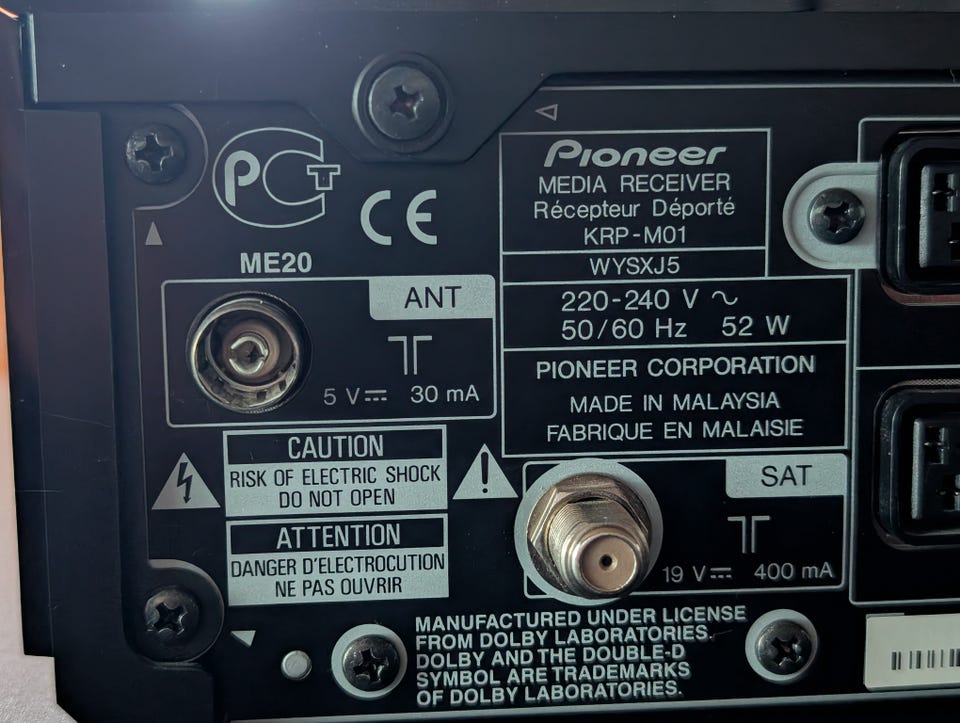 PCT
CE
ME20
Pioneer
MEDIA RECEIVER
Récepteur Déporté
KRP-M01
WYSXJ5
220-240 V ~
50/60 Hz 52 W
PIONEER CORPORATION
MADE IN MALAYSIA
FABRIQUE EN MALAISIE
ANT
5 V⎓ 30 mA
CAUTION
RISK OF ELECTRIC SHOCK
DO NOT OPEN
ATTENTION
DANGER D'ELECTROCUTION
NE PAS OUVRIR
SAT
19 V⎓ 400 mA
MANUFACTURED UNDER LICENSE
FROM DOLBY LABORATORIES.
DOLBY AND THE DOUBLE-D
SYMBOL ARE TRADEMARKS
OF DOLBY LABORATORIES.